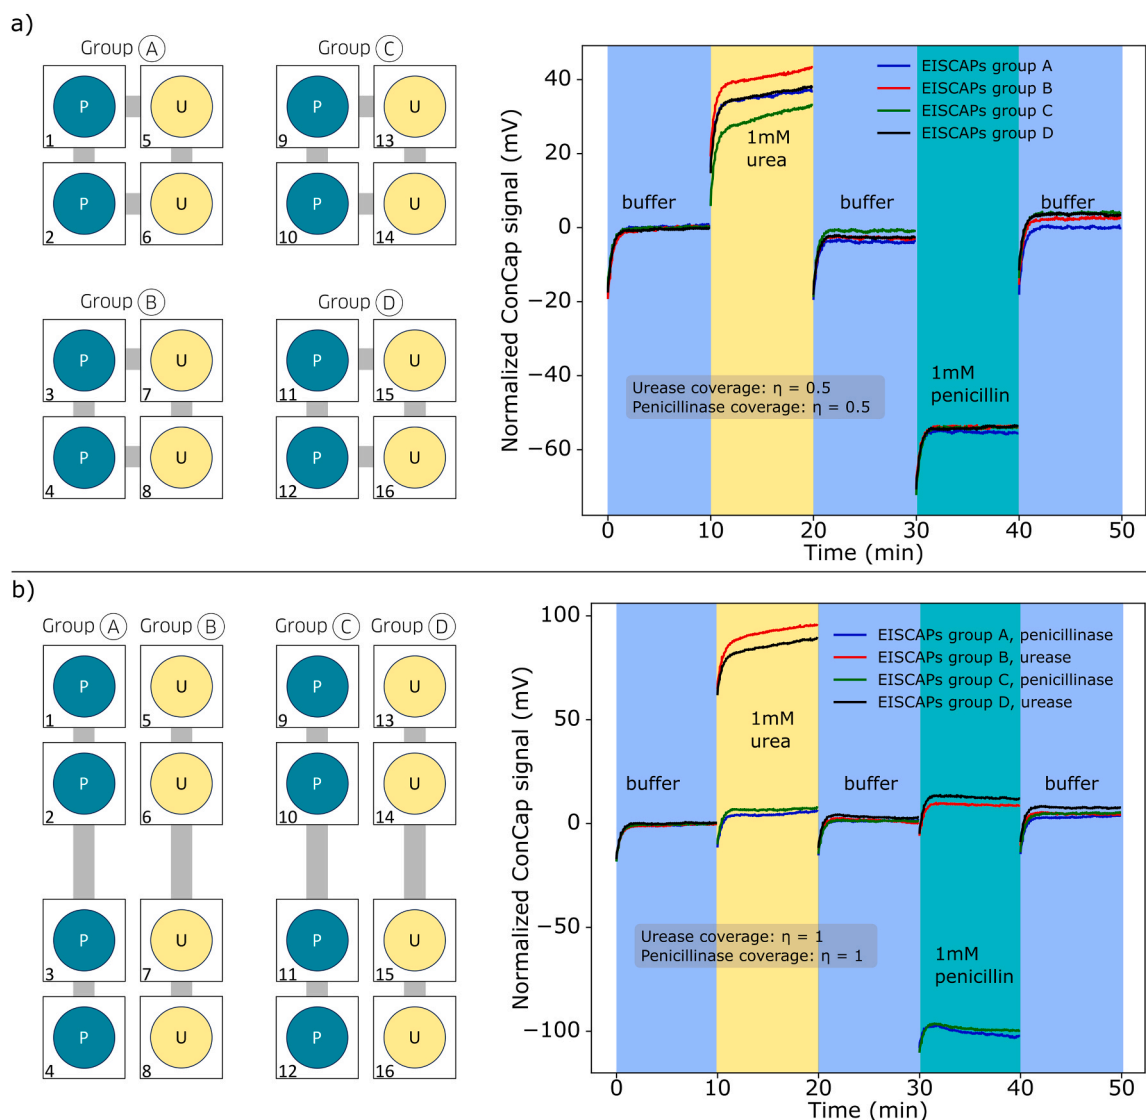 a)
Group A
Group C
P
U
P
U
1
5
9
13
P
U
P
U
2
6
10
14
Group B
Group D
P
U
P
U
3
7
11
15
P
U
P
U
4
8
12
16
Normalized ConCap signal (mV)
40
20
0
−20
−40
−60
EISCAPs group A
EISCAPs group B
EISCAPs group C
EISCAPs group D
1mM
urea
buffer
buffer
buffer
Urease coverage: η = 0.5
Penicillinase coverage: η = 0.5
1mM
penicillin
0
10
20
30
40
50
Time (min)
b)
Group A
Group B
Group C
Group D
P
U
P
U
1
5
9
13
P
U
P
U
2
6
10
14
P
U
P
U
3
7
11
15
P
U
P
U
4
8
12
16
Normalized ConCap signal (mV)
100
50
0
−50
−100
EISCAPs group A, penicillinase
EISCAPs group B, urease
EISCAPs group C, penicillinase
EISCAPs group D, urease
1mM
urea
buffer
buffer
buffer
Urease coverage: η = 1
Penicillinase coverage: η = 1
1mM
penicillin
0
10
20
30
40
50
Time (min)